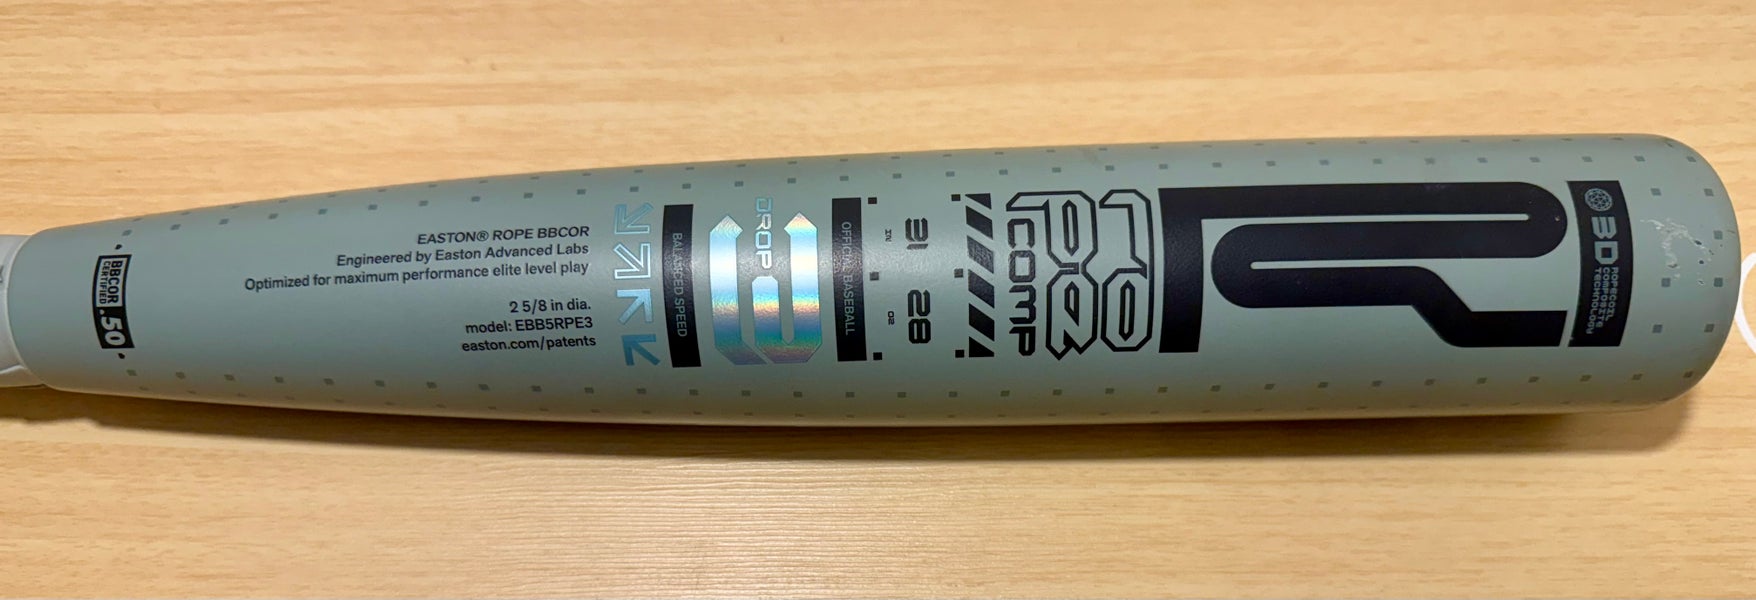 BBCOR
CERTIFIED
.50
EASTON® ROPE BBCOR
Engineered by Easton Advanced Labs
Optimized for maximum performance elite level play
2 5/8 in dia.
model: EBB5RPE3
easton.com/patents
BALANCED SPEED
DROP
OFFICIAL BASEBALL
31
IN
28
OZ
COMP
rope
3D
ROPECOIL
COMPOSITE
TECHNOLOGY